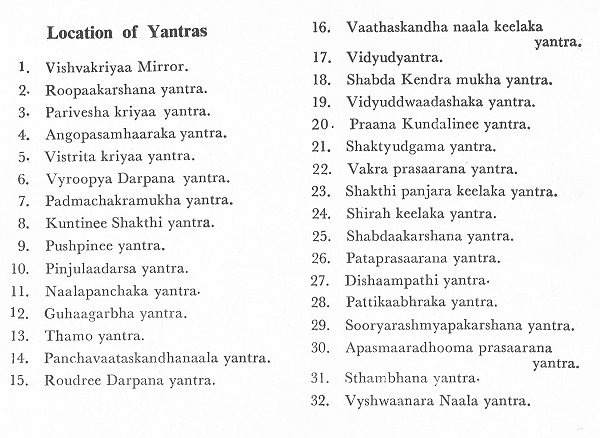 Location of Yantras
1. Vishvakriyaa Mirror.
2. Roopaakarshana yantra.
3. Parivesha kriyaa yantra.
4. Angopasamhaaraka yantra.
5. Vistrita kriyaa yantra.
6. Vyroopya Darpana yantra.
7. Padmachakramukha yantra.
8. Kuntinee Shakthi yantra.
9. Pushpinee yantra.
10. Pinjulaadarsa yantra.
11. Naalapanchaka yantra.
12. Guhaagarbha yantra.
13. Thamo yantra.
14. Panchavaataskandhanaala yantra.
15. Roudree Darpana yantra.
16. Vaathaskandha naala keelaka
yantra.
17. Vidyudyantra.
18. Shabda Kendra mukha yantra.
19. Vidyuddwaadashaka yantra.
20. Praana Kundalinee yantra.
21. Shaktyudgama yantra.
22. Vakra prasaarana yantra.
23. Shakthi panjara keelaka yantra.
24. Shirah keelaka yantra.
25. Shabdaakarshana yantra.
26. Pataprasaarana yantra.
27. Dishaampathi yantra.
28. Pattikaabhraka yantra.
29. Sooryarashmyapakarshana yantra.
30. Apasmaaradhooma prasaarana
yantra.
31. Sthambhana yantra.
32. Vyshwaanara Naala yantra.